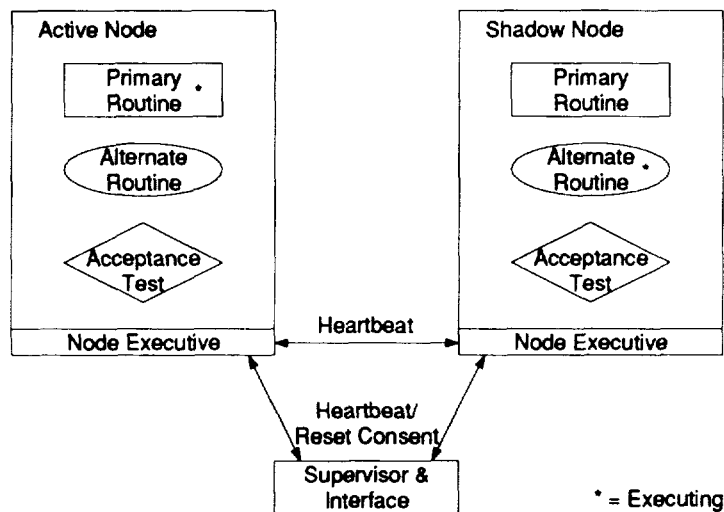 Active Node
Primary
Routine *
Alternate
Routine
Acceptance
Test
Node Executive
Shadow Node
Primary
Routine
Alternate
Routine *
Acceptance
Test
Node Executive
Heartbeat
Heartbeat/
Reset Consent
Supervisor &
Interface
* = Executing